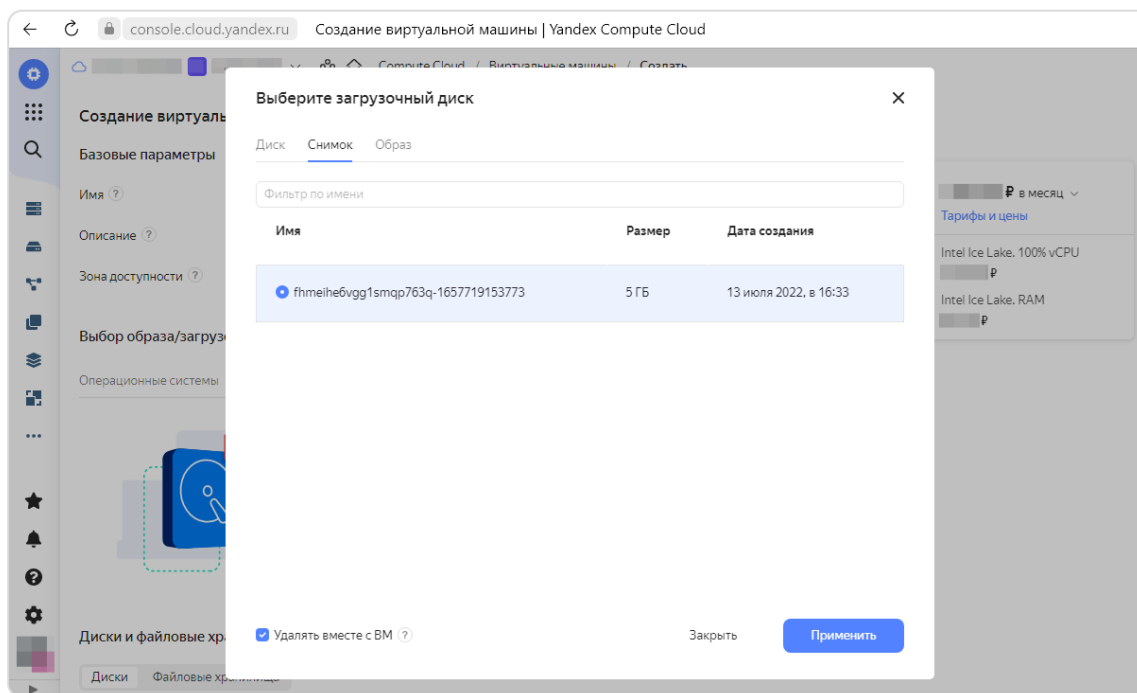 console.cloud.yandex.ru Создание виртуальной машины | Yandex Compute Cloud
Compute Cloud / Виртуальные машины / Создать
Выберите загрузочный диск
Создание виртуаль
Диск Снимок Образ
Базовые параметры
Фильтр по имени
Имя ?
₽ в месяц
Тарифы и цены
Имя Размер Дата создания
Описание ?
Intel Ice Lake. 100% vCPU
₽
Зона доступности ?
fhmeihe6vgg1smqp763q-1657719153773 5 ГБ 13 июля 2022, в 16:33
Intel Ice Lake. RAM
₽
Выбор образа/загруз
Операционные системы
Удалять вместе с ВМ ? Закрыть Применить
Диски и файловые хр
Диски Файловые хранилища